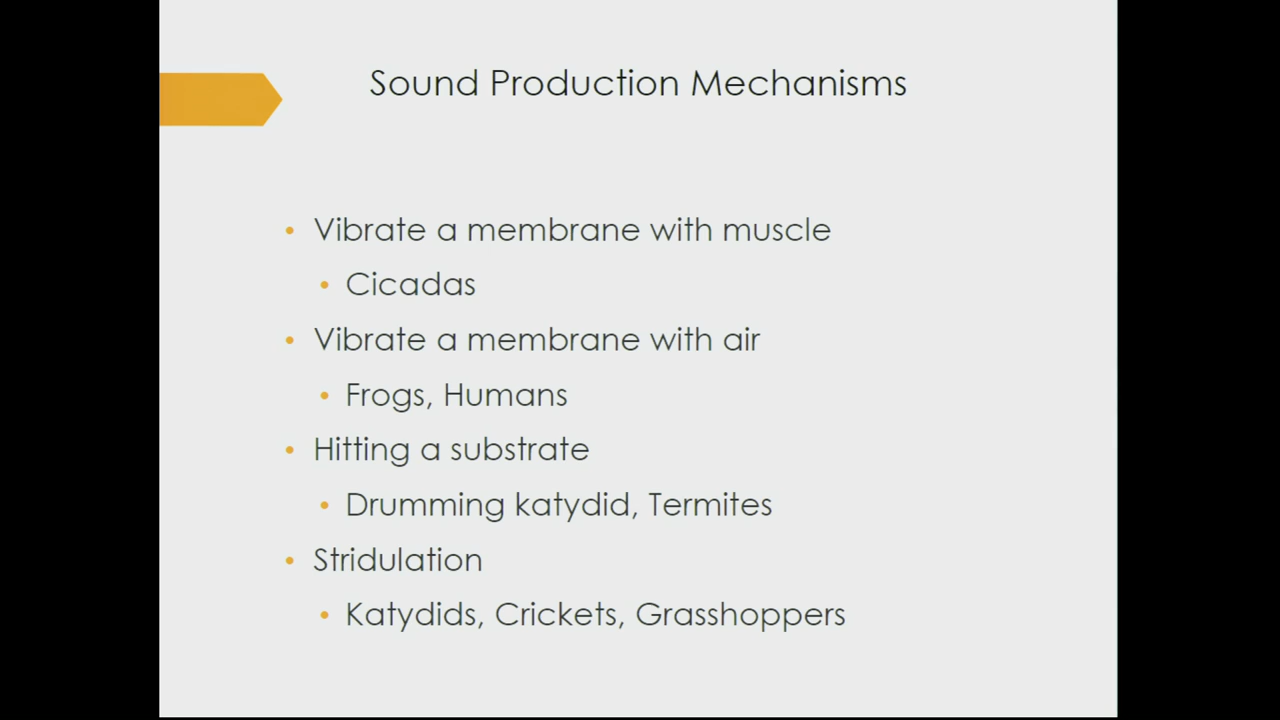 Sound Production Mechanisms
• Vibrate a membrane with muscle
• Cicadas
• Vibrate a membrane with air
• Frogs, Humans
• Hitting a substrate
• Drumming katydid, Termites
• Stridulation
• Katydids, Crickets, Grasshoppers